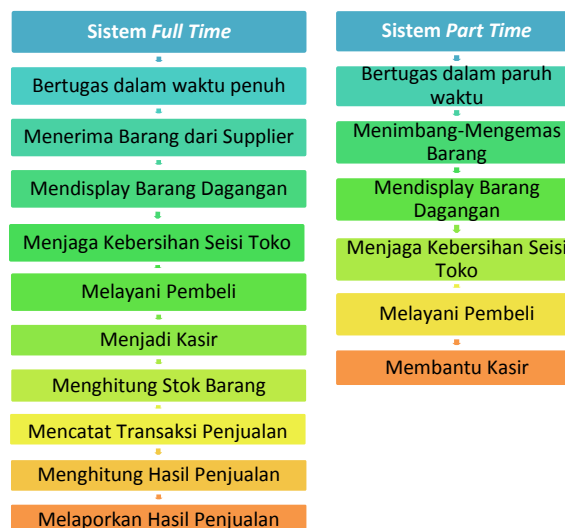 Sistem Full Time
Bertugas dalam waktu penuh
Menerima Barang dari Supplier
Mendisplay Barang Dagangan
Menjaga Kebersihan Seisi Toko
Melayani Pembeli
Menjadi Kasir
Menghitung Stok Barang
Mencatat Transaksi Penjualan
Menghitung Hasil Penjualan
Melaporkan Hasil Penjualan
Sistem Part Time
Bertugas dalam paruh
waktu
Menimbang-Mengemas
Barang
Mendisplay Barang
Dagangan
Menjaga Kebersihan Seisi
Toko
Melayani Pembeli
Membantu Kasir